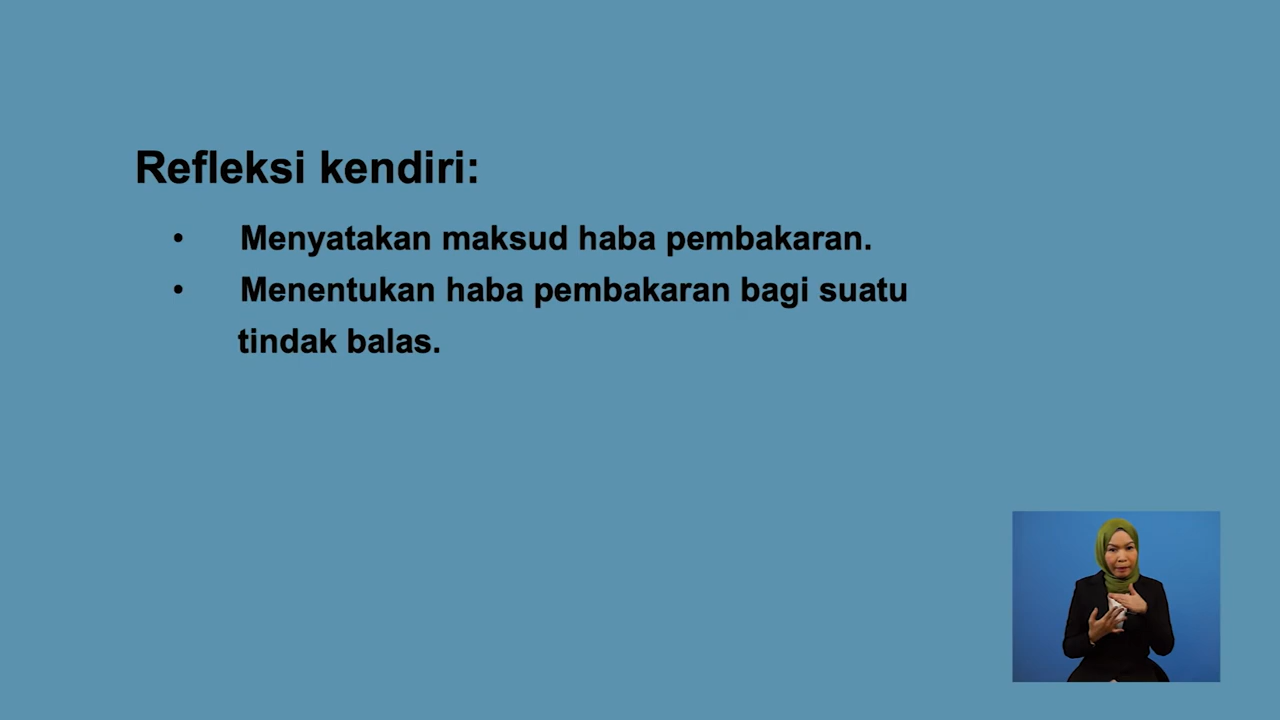 Refleksi kendiri:
• Menyatakan maksud haba pembakaran.
• Menentukan haba pembakaran bagi suatu
tindak balas.